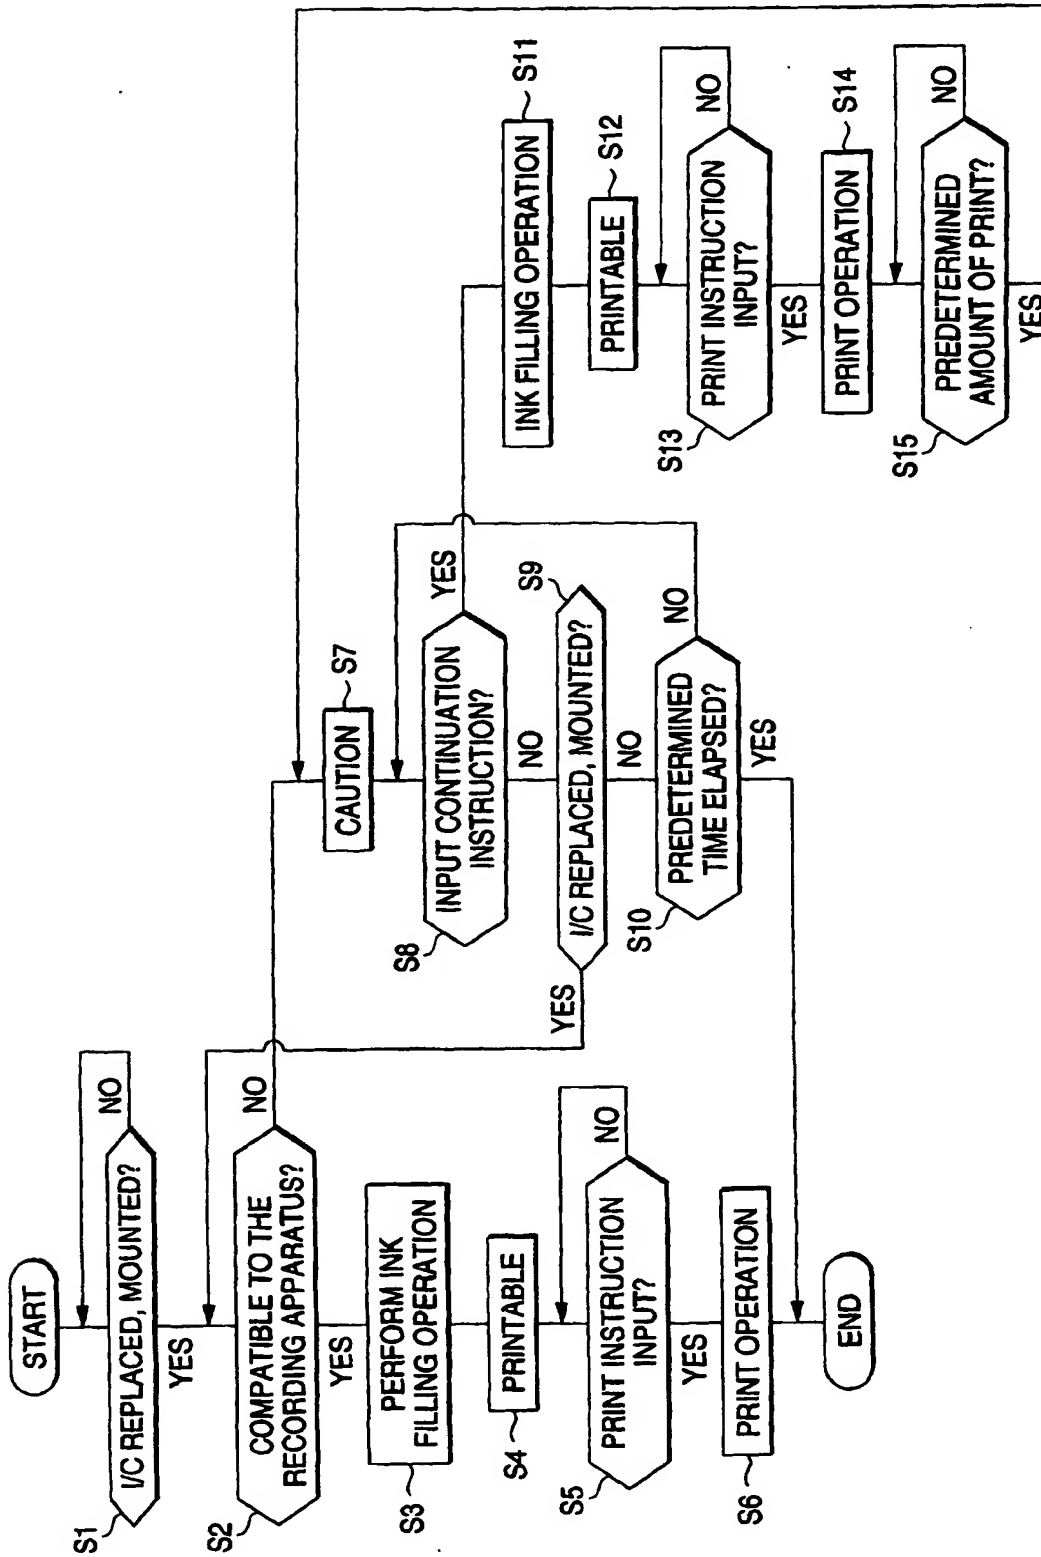 START
S1
I/C REPLACED, MOUNTED?
NO
YES
S2
COMPATIBLE TO THE
RECORDING APPARATUS?
NO
YES
S3
PERFORM INK
FILLING OPERATION
S4
PRINTABLE
S5
PRINT INSTRUCTION
INPUT?
NO
YES
S6
PRINT OPERATION
END
CAUTION
S7
S8
INPUT CONTINUATION
INSTRUCTION?
YES
NO
S9
I/C REPLACED, MOUNTED?
YES
NO
S10
PREDETERMINED
TIME ELAPSED?
NO
YES
INK FILLING OPERATION
S11
PRINTABLE
S12
S13
PRINT INSTRUCTION
INPUT?
NO
YES
PRINT OPERATION
S14
S15
PREDETERMINED
AMOUNT OF PRINT?
NO
YES